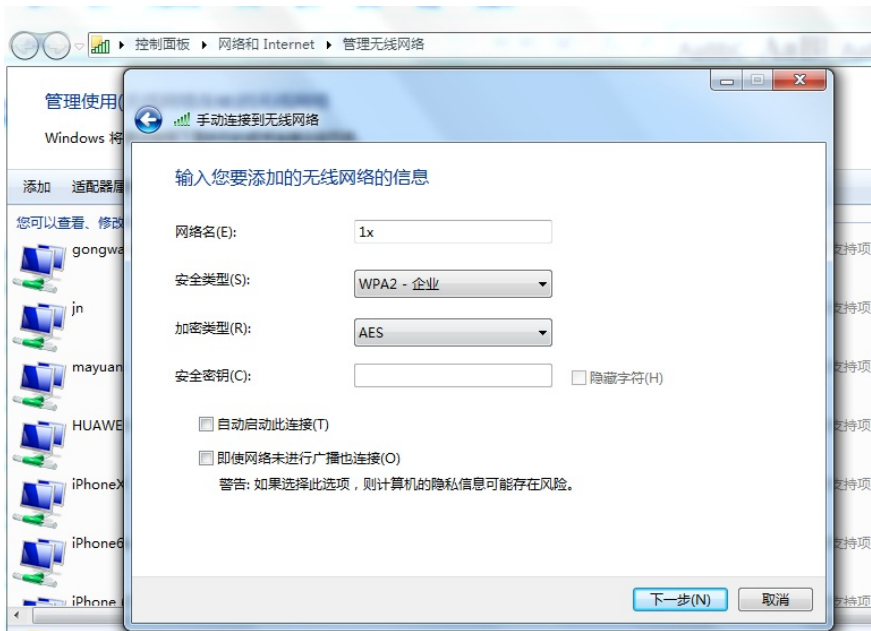 控制面板 ▸ 网络和 Internet ▸ 管理无线网络
管理使用(
Windows 将
手动连接到无线网络
添加 适配器属
您可以查看、修改
输入您要添加的无线网络的信息
网络名(E): 1x
安全类型(S): WPA2 - 企业
加密类型(R): AES
安全密钥(C): 隐藏字符(H)
自动启动此连接(T)
即使网络未进行广播也连接(O)
警告: 如果选择此选项，则计算机的隐私信息可能存在风险。
下一步(N) 取消
gongwa
支持项
jn
支持项
mayuan
支持项
HUAWE
支持项
iPhoneX
支持项
iPhone6
支持项
iPhone
支持项